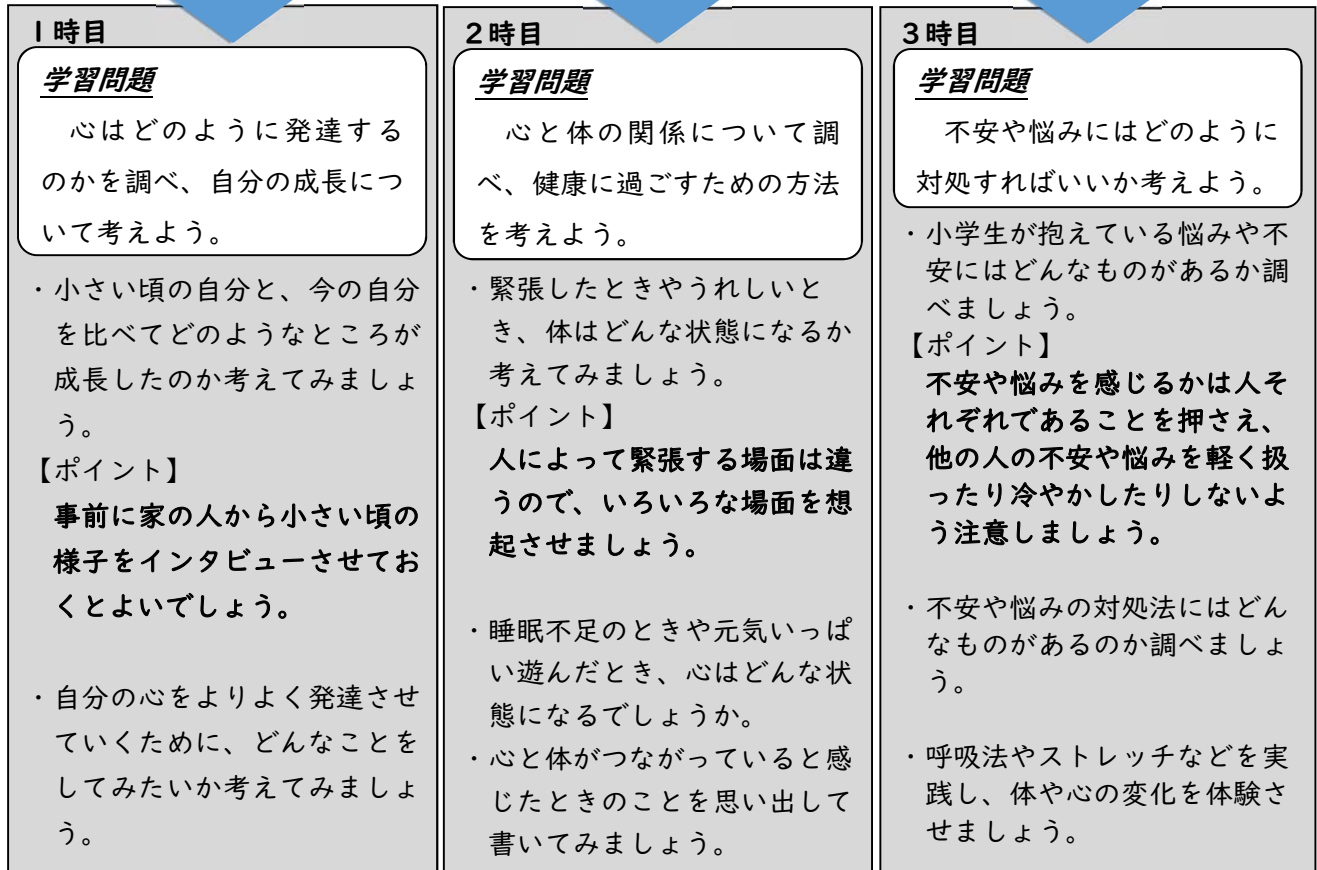 1時目
学習問題
心はどのように発達する
のかを調べ、自分の成長につ
いて考えよう。
・小さい頃の自分と、今の自分
を比べてどのようなところが
成長したのか考えてみましょ
う。
【ポイント】
事前に家の人から小さい頃の
様子をインタビューさせてお
くとよいでしょう。
・自分の心をよりよく発達させ
ていくために、どんなことを
してみたいか考えてみましょ
う。
2時目
学習問題
心と体の関係について調
べ、健康に過ごすための方法
を考えよう。
・緊張したときやうれしいと
き、体はどんな状態になるか
考えてみましょう。
【ポイント】
人によって緊張する場面は違
うので、いろいろな場面を想
起させましょう。
・睡眠不足のときや元気いっぱ
い遊んだとき、心はどんな状
態になるでしょうか。
・心と体がつながっていると感
じたときのことを思い出して
書いてみましょう。
3時目
学習問題
不安や悩みにはどのように
対処すればいいか考えよう。
・小学生が抱えている悩みや不
安にはどんなものがあるか調
べましょう。
【ポイント】
不安や悩みを感じるかは人そ
れぞれであることを押さえ、
他の人の不安や悩みを軽く扱
ったり冷やかしたりしないよ
う注意しましょう。
・不安や悩みの対処法にはどん
なものがあるのか調べましょ
う。
・呼吸法やストレッチなどを実
践し、体や心の変化を体験さ
せましょう。